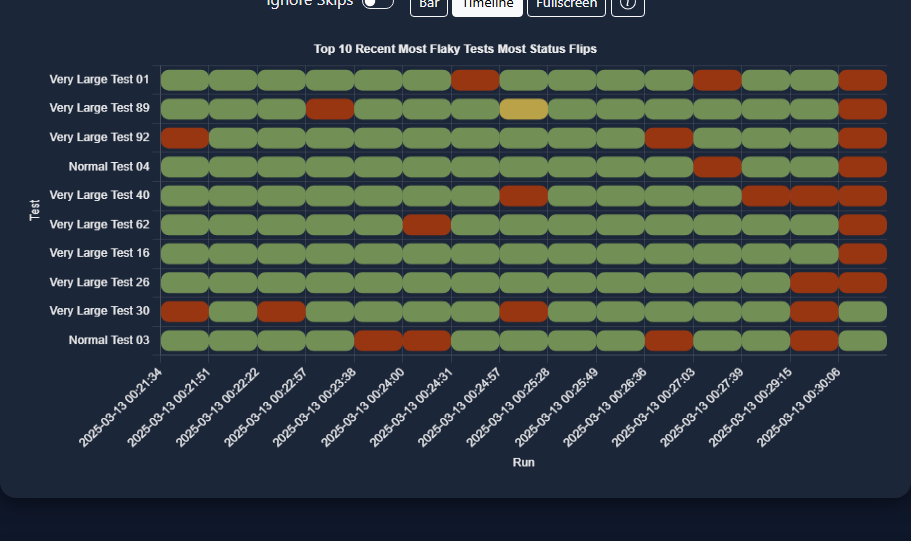 Ignore Skips
Bar
Timeline
Fullscreen
Top 10 Recent Most Flaky Tests Most Status Flips
Test
Very Large Test 01
Very Large Test 89
Very Large Test 92
Normal Test 04
Very Large Test 40
Very Large Test 62
Very Large Test 16
Very Large Test 26
Very Large Test 30
Normal Test 03
2025-03-13 00:21:34
2025-03-13 00:21:51
2025-03-13 00:22:22
2025-03-13 00:22:57
2025-03-13 00:23:38
2025-03-13 00:24:00
2025-03-13 00:24:31
2025-03-13 00:24:57
2025-03-13 00:25:28
2025-03-13 00:25:49
2025-03-13 00:26:36
2025-03-13 00:27:03
2025-03-13 00:27:39
2025-03-13 00:29:15
2025-03-13 00:30:06
Run